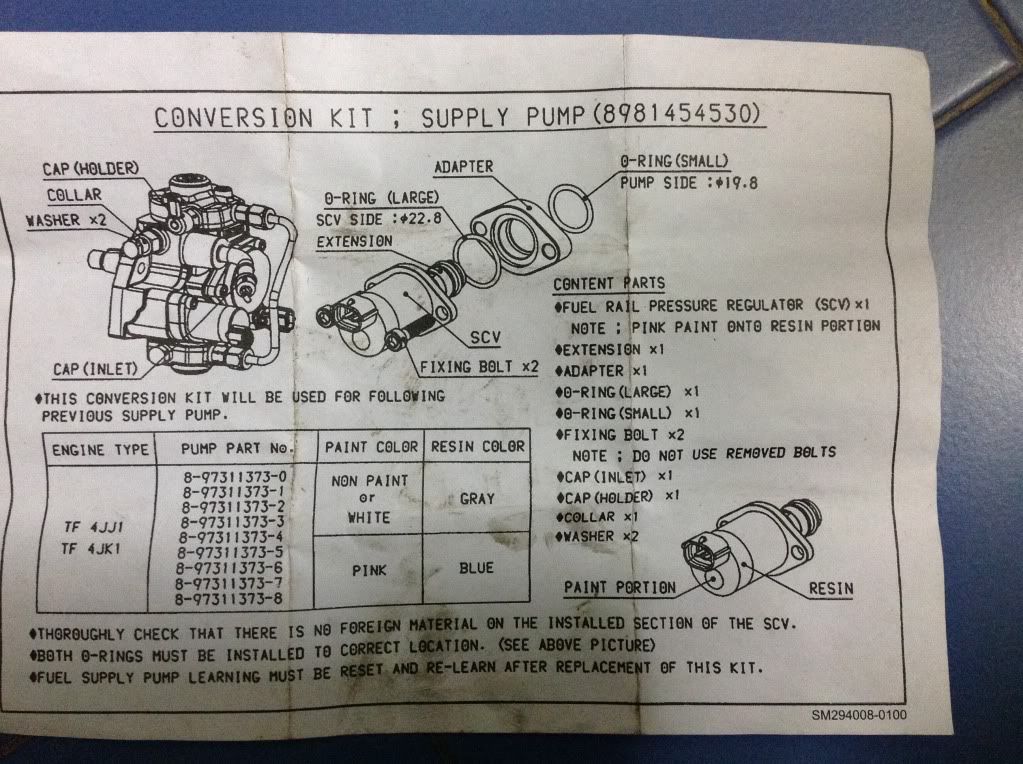 CONVERSION KIT ; SUPPLY PUMP (8981454530)
CAP (HOLDER)
COLLAR
WASHER ×2
CAP (INLET)
O-RING (LARGE)
SCV SIDE :φ22.8
EXTENSION
ADAPTER
O-RING (SMALL)
PUMP SIDE :φ19.8
SCV
FIXING BOLT ×2
♦THIS CONVERSION KIT WILL BE USED FOR FOLLOWING
PREVIOUS SUPPLY PUMP.
ENGINE TYPE PUMP PART No. PAINT COLOR RESIN COLOR
TF 4JJ1
TF 4JK1
8-97311373-0
8-97311373-1
8-97311373-2
8-97311373-3
8-97311373-4
8-97311373-5
8-97311373-6
8-97311373-7
8-97311373-8
NON PAINT
or
WHITE
GRAY
PINK
BLUE
CONTENT PARTS
♦FUEL RAIL PRESSURE REGULATOR (SCV) ×1
NOTE ; PINK PAINT ONTO RESIN PORTION
♦EXTENSION ×1
♦ADAPTER ×1
♦O-RING(LARGE) ×1
♦O-RING(SMALL) ×1
♦FIXING BOLT ×2
NOTE ; DO NOT USE REMOVED BOLTS
♦CAP(INLET) ×1
♦CAP(HOLDER) ×1
♦COLLAR ×1
♦WASHER ×2
PAINT PORTION
RESIN
♦THOROUGHLY CHECK THAT THERE IS NO FOREIGN MATERIAL ON THE INSTALLED SECTION OF THE SCV.
♦BOTH O-RINGS MUST BE INSTALLED TO CORRECT LOCATION. (SEE ABOVE PICTURE)
♦FUEL SUPPLY PUMP LEARNING MUST BE RESET AND RE-LEARN AFTER REPLACEMENT OF THIS KIT.
SM294008-0100